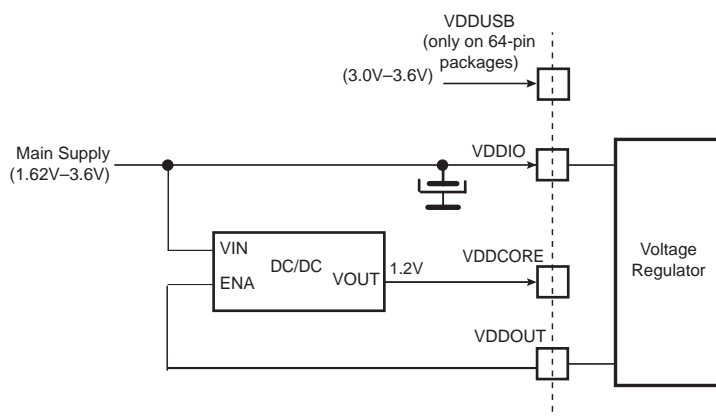 VDDUSB
(only on 64-pin
packages)
(3.0V–3.6V)
Main Supply
(1.62V–3.6V)
VDDIO
VIN
DC/DC
ENA
VOUT
1.2V
VDDCORE
Voltage
Regulator
VDDOUT